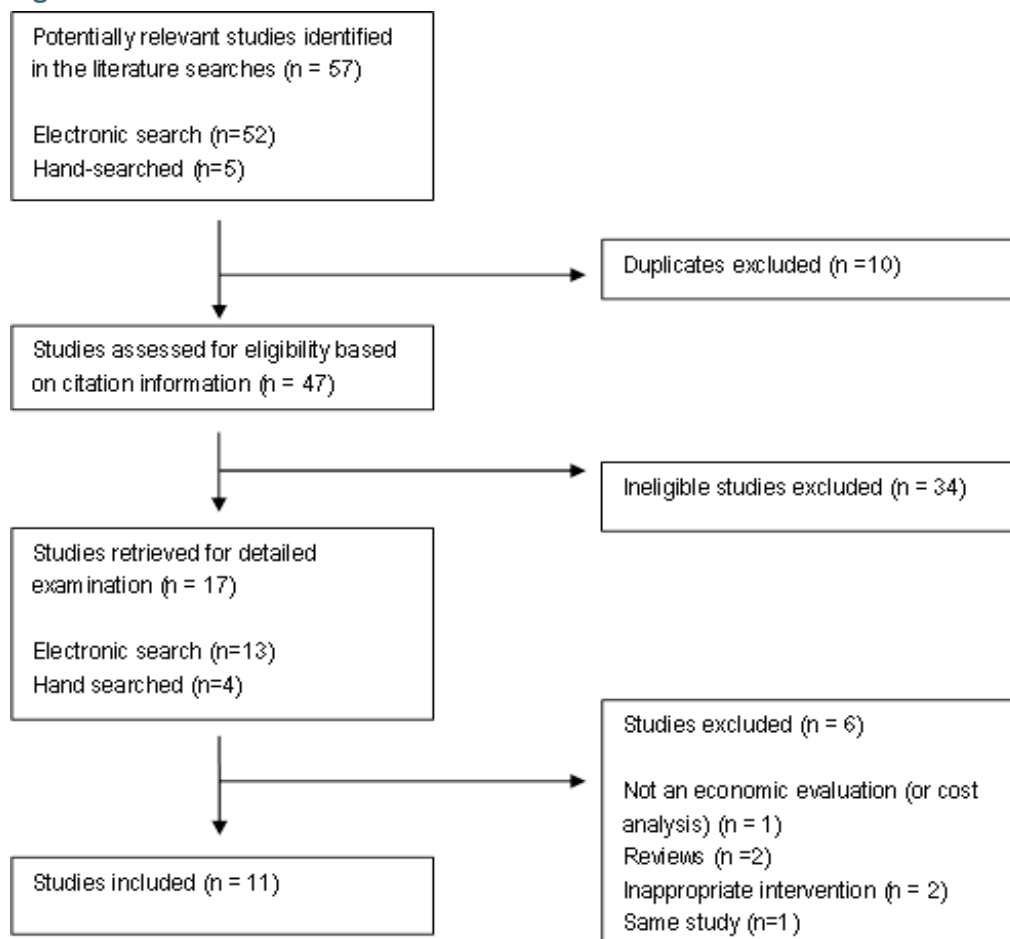 Potentially relevant studies identified
in the literature searches (n = 57)
Electronic search (n=52)
Hand-searched (n=5)
Duplicates excluded (n =10)
Studies assessed for eligibility based
on citation information (n = 47)
Ineligible studies excluded (n = 34)
Studies retrieved for detailed
examination (n = 17)
Electronic search (n=13)
Hand searched (n=4)
Studies excluded (n = 6)
Not an economic evaluation (or cost
analysis) (n = 1)
Reviews (n =2)
Inappropriate intervention (n = 2)
Same study (n=1)
Studies included (n = 11)